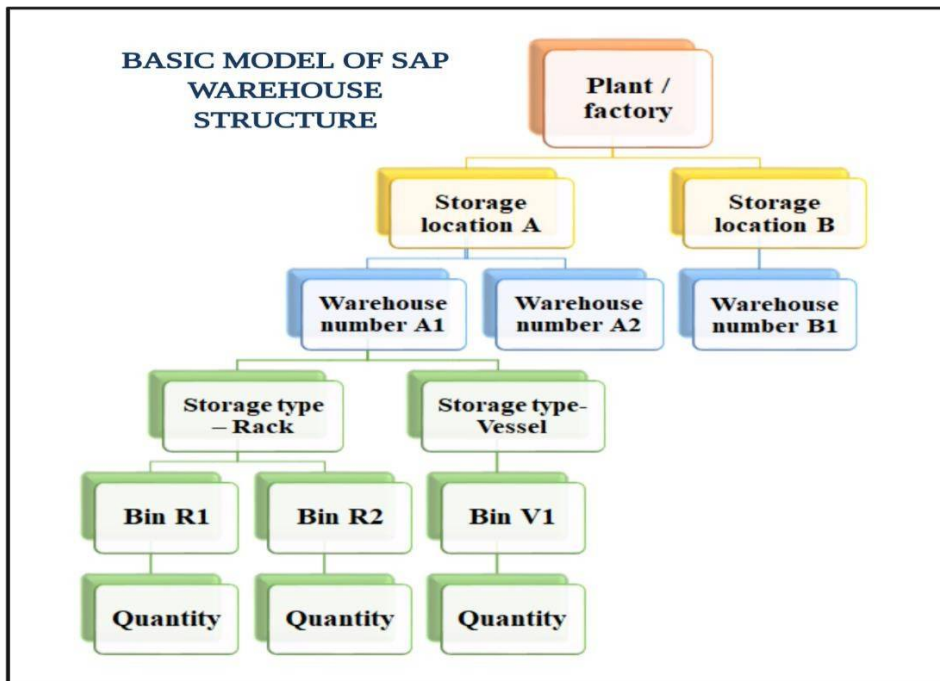 BASIC MODEL OF SAP
WAREHOUSE
STRUCTURE
Plant /
factory
Storage
location A
Storage
location B
Warehouse
number A1
Warehouse
number A2
Warehouse
number B1
Storage type
– Rack
Storage type-
Vessel
Bin R1
Bin R2
Bin V1
Quantity
Quantity
Quantity